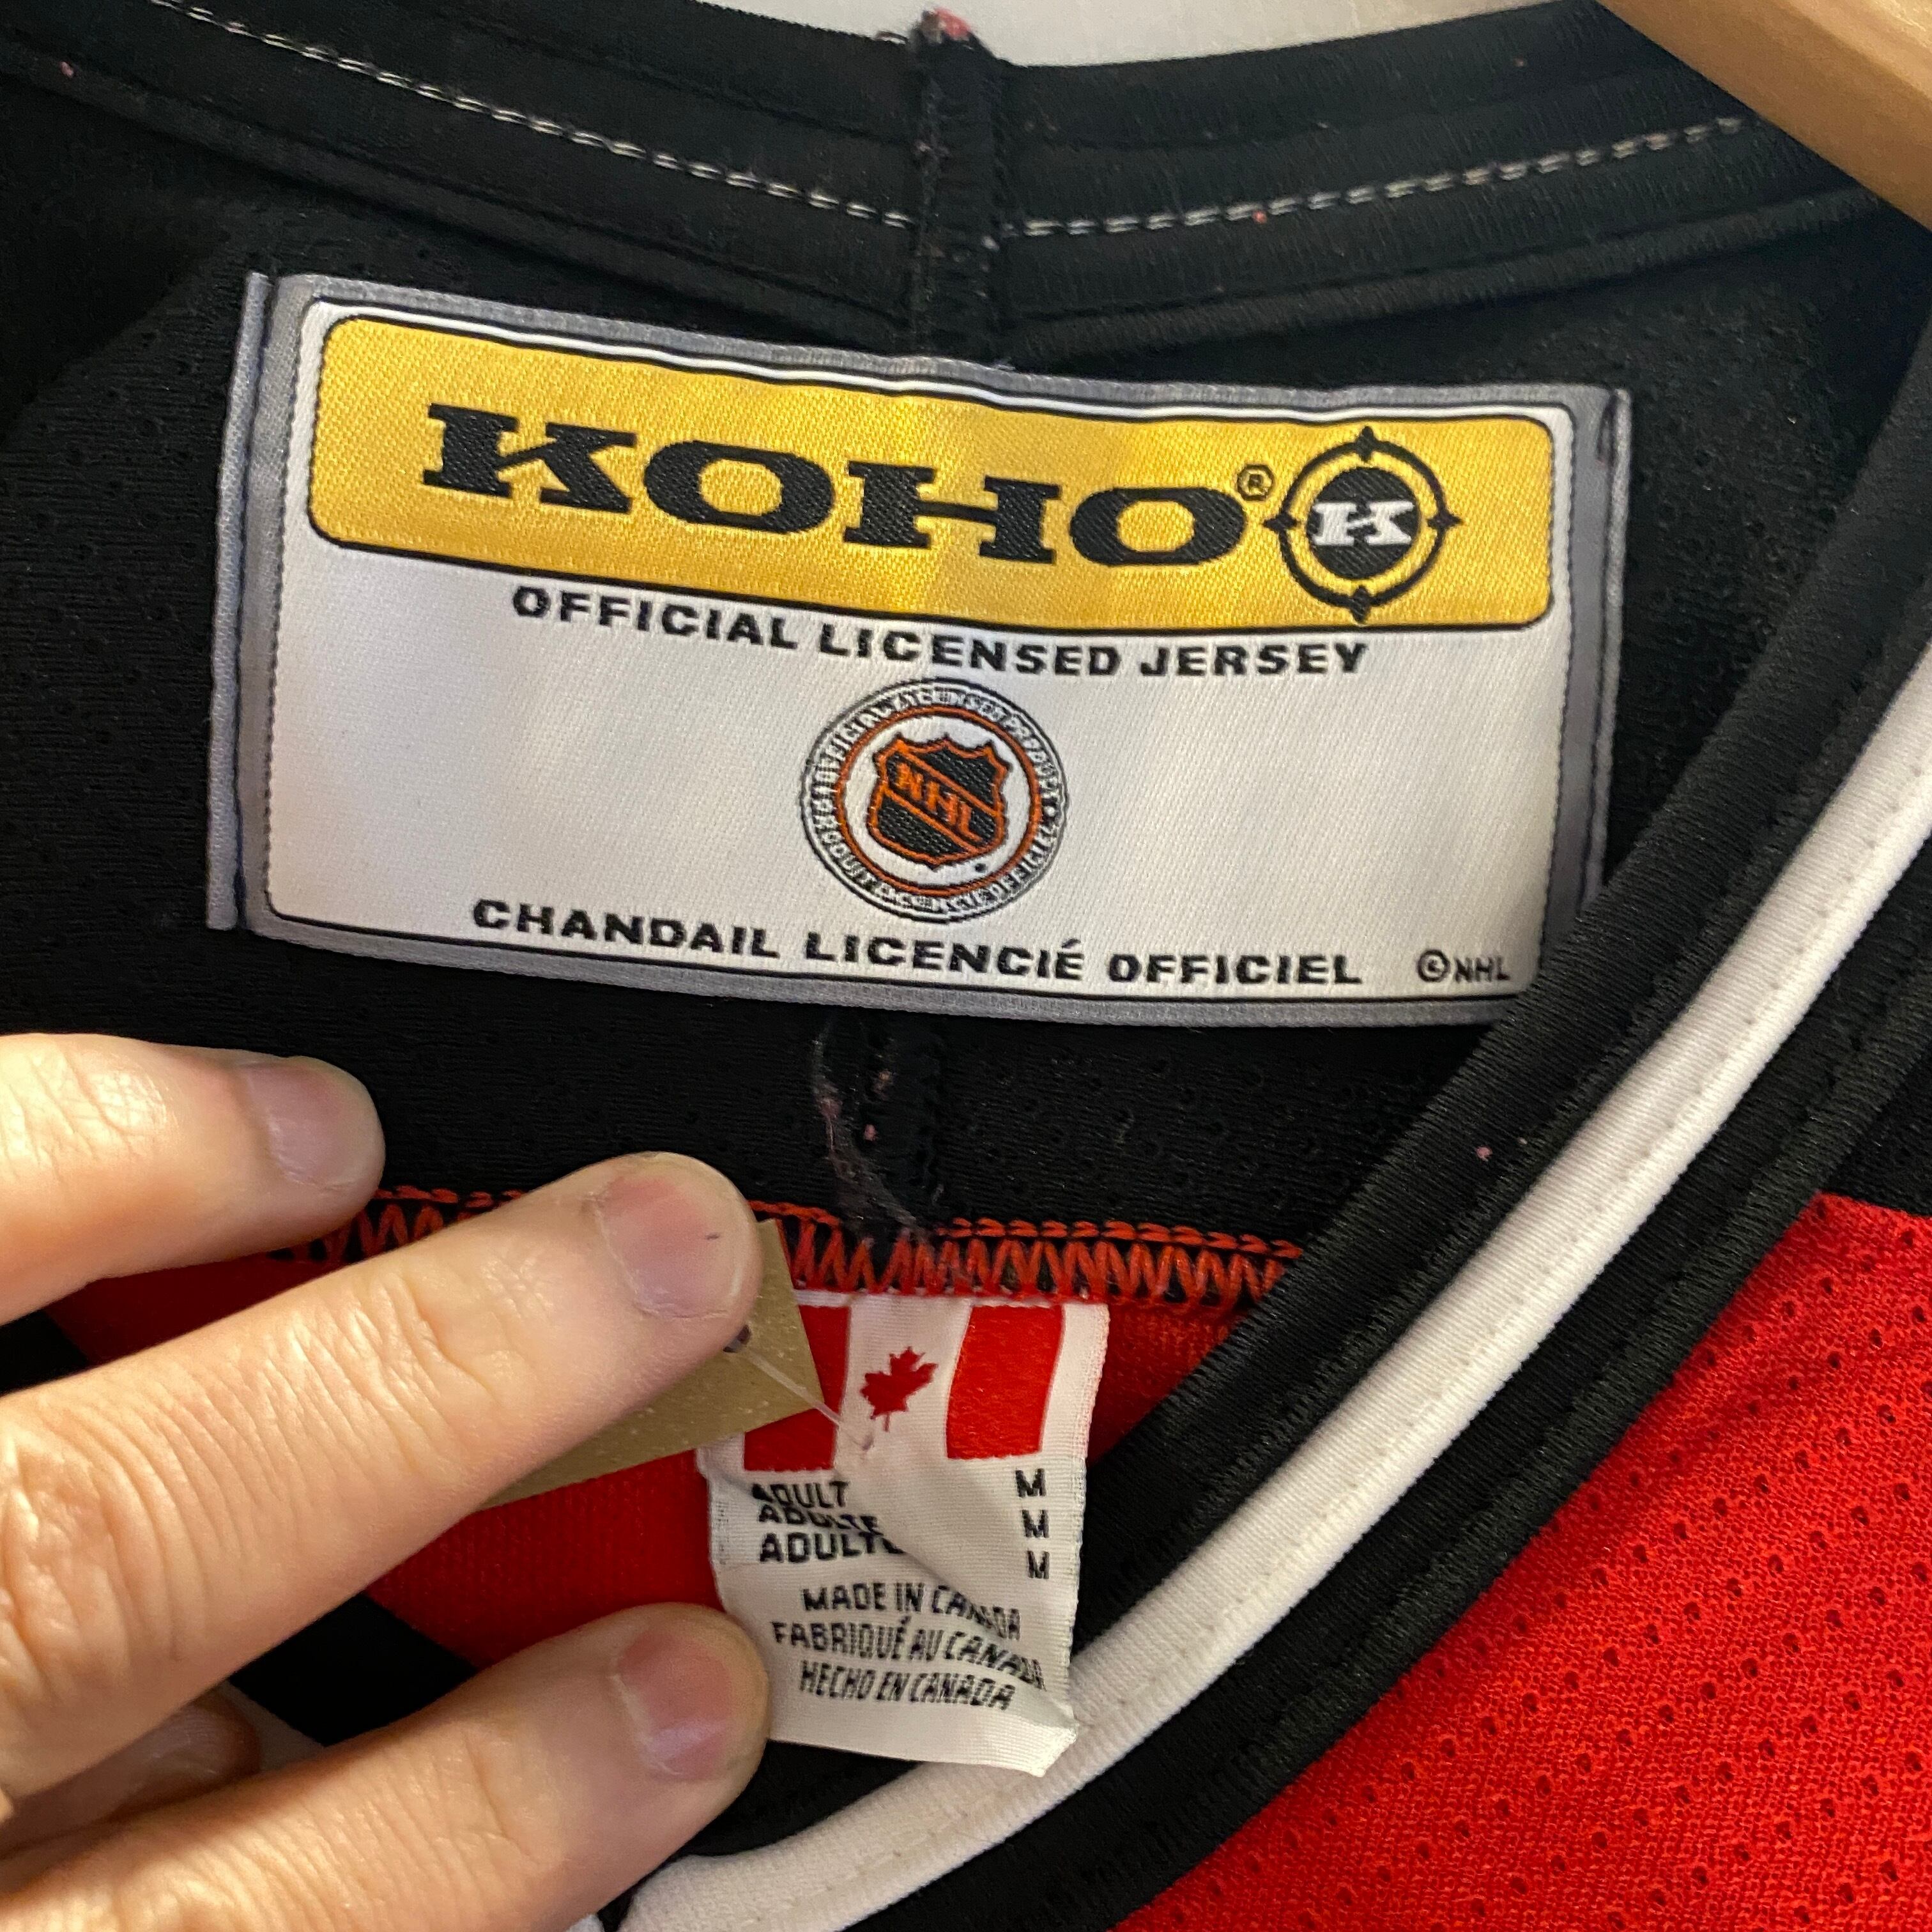 KOHO® K
OFFICIAL LICENSED JERSEY
NHL
CHANDAIL LICENCIÉ OFFICIEL ©NHL
ADULT M
ADULTE M
ADULTO M
MADE IN CANADA
FABRIQUÉ AU CANADA
HECHO EN CANADA